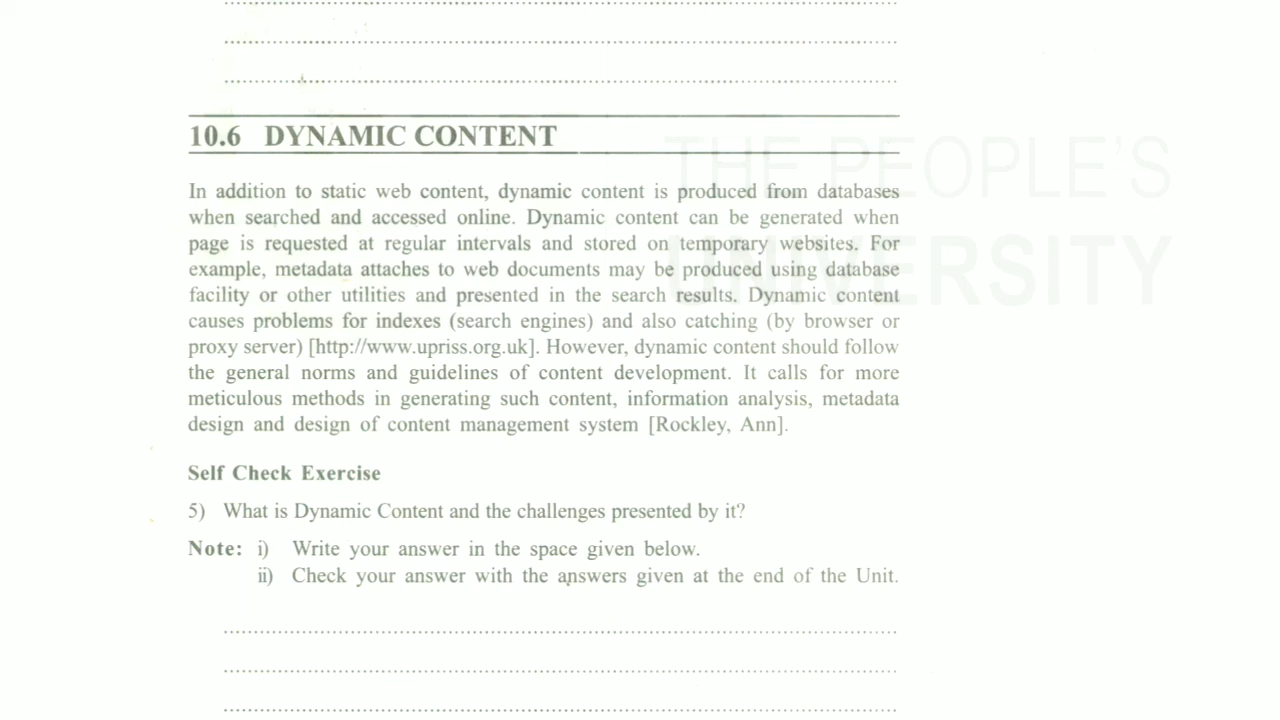 10.6 DYNAMIC CONTENT
THE PEOPLE'S
UNIVERSITY
In addition to static web content, dynamic content is produced from databases
when searched and accessed online. Dynamic content can be generated when
page is requested at regular intervals and stored on temporary websites. For
example, metadata attaches to web documents may be produced using database
facility or other utilities and presented in the search results. Dynamic content
causes problems for indexes (search engines) and also catching (by browser or
proxy server) [http://www.upriss.org.uk]. However, dynamic content should follow
the general norms and guidelines of content development. It calls for more
meticulous methods in generating such content, information analysis, metadata
design and design of content management system [Rockley, Ann].
Self Check Exercise
5) What is Dynamic Content and the challenges presented by it?
Note: i) Write your answer in the space given below.
ii) Check your answer with the answers given at the end of the Unit.